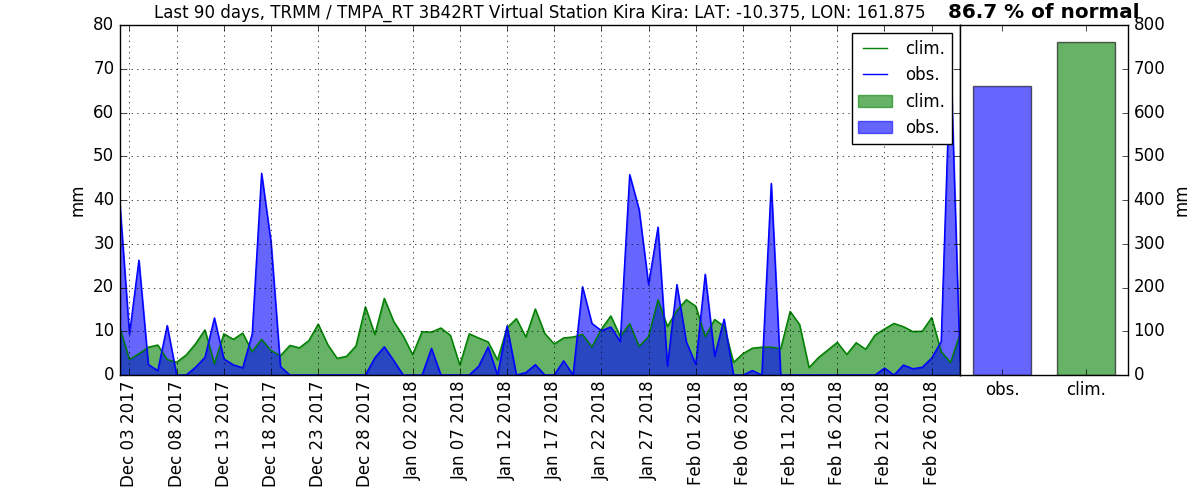 Last 90 days, TRMM / TMPA_RT 3B42RT Virtual Station Kira Kira: LAT: -10.375, LON: 161.875
86.7 % of normal
80
70
60
50
40
30
20
10
0
mm
clim.
obs.
clim.
obs.
800
700
600
500
400
300
200
100
0
mm
Dec 03 2017
Dec 08 2017
Dec 13 2017
Dec 18 2017
Dec 23 2017
Dec 28 2017
Jan 02 2018
Jan 07 2018
Jan 12 2018
Jan 17 2018
Jan 22 2018
Jan 27 2018
Feb 01 2018
Feb 06 2018
Feb 11 2018
Feb 16 2018
Feb 21 2018
Feb 26 2018
obs.
clim.